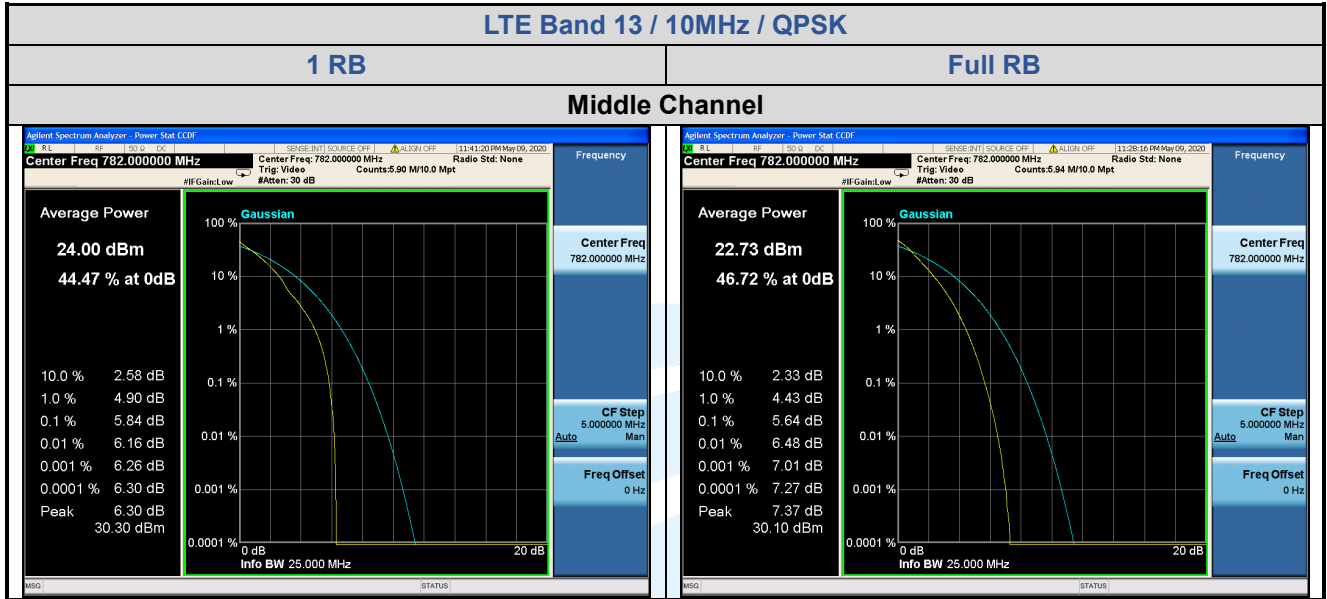 LTE Band 13 / 10MHz / QPSK
1 RB
Full RB
Middle Channel
Agilent Spectrum Analyzer - Power Stat CCDF
RL RF 50 Ω DC SENSE:INT SOURCE OFF ALIGN OFF 11:41:20 PM May 09, 2020
Center Freq 782.000000 MHz
Center Freq: 782.000000 MHz Radio Std: None
Trig: Video Counts:5.90 M/10.0 Mpt
#IFGain:Low #Atten: 30 dB
Average Power
24.00 dBm
44.47 % at 0dB
10.0 % 2.58 dB
1.0 % 4.90 dB
0.1 % 5.84 dB
0.01 % 6.16 dB
0.001 % 6.26 dB
0.0001 % 6.30 dB
Peak 6.30 dB
30.30 dBm
Gaussian
100 %
10 %
1 %
0.1 %
0.01 %
0.001 %
0.0001 %
0 dB 20 dB
Info BW 25.000 MHz
Frequency
Center Freq
782.000000 MHz
CF Step
5.000000 MHz
Auto Man
Freq Offset
0 Hz
MSG STATUS
Agilent Spectrum Analyzer - Power Stat CCDF
RL RF 50 Ω DC SENSE:INT SOURCE OFF ALIGN OFF 11:28:16 PM May 09, 2020
Center Freq 782.000000 MHz
Center Freq: 782.000000 MHz Radio Std: None
Trig: Video Counts:5.94 M/10.0 Mpt
#IFGain:Low #Atten: 30 dB
Average Power
22.73 dBm
46.72 % at 0dB
10.0 % 2.33 dB
1.0 % 4.43 dB
0.1 % 5.64 dB
0.01 % 6.48 dB
0.001 % 7.01 dB
0.0001 % 7.27 dB
Peak 7.37 dB
30.10 dBm
Gaussian
100 %
10 %
1 %
0.1 %
0.01 %
0.001 %
0.0001 %
0 dB 20 dB
Info BW 25.000 MHz
Frequency
Center Freq
782.000000 MHz
CF Step
5.000000 MHz
Auto Man
Freq Offset
0 Hz
MSG STATUS